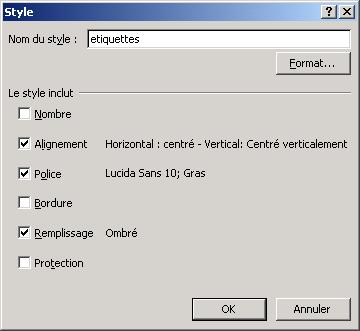 Style
Nom du style : etiquettes
Format...
Le style inclut
Nombre
Alignement Horizontal : centré - Vertical: Centré verticalement
Police Lucida Sans 10; Gras
Bordure
Remplissage Ombré
Protection
OK Annuler